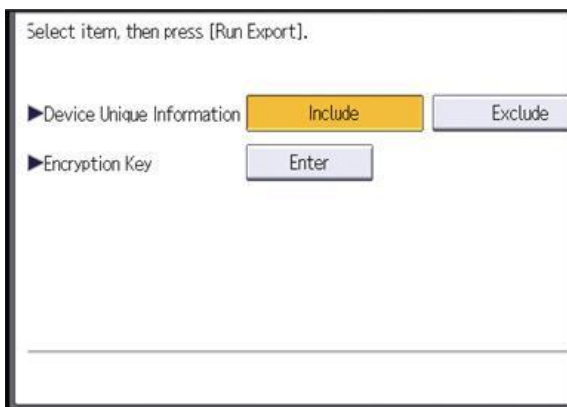 Select item, then press [Run Export].
▶Device Unique Information Include Exclude
▶Encryption Key Enter